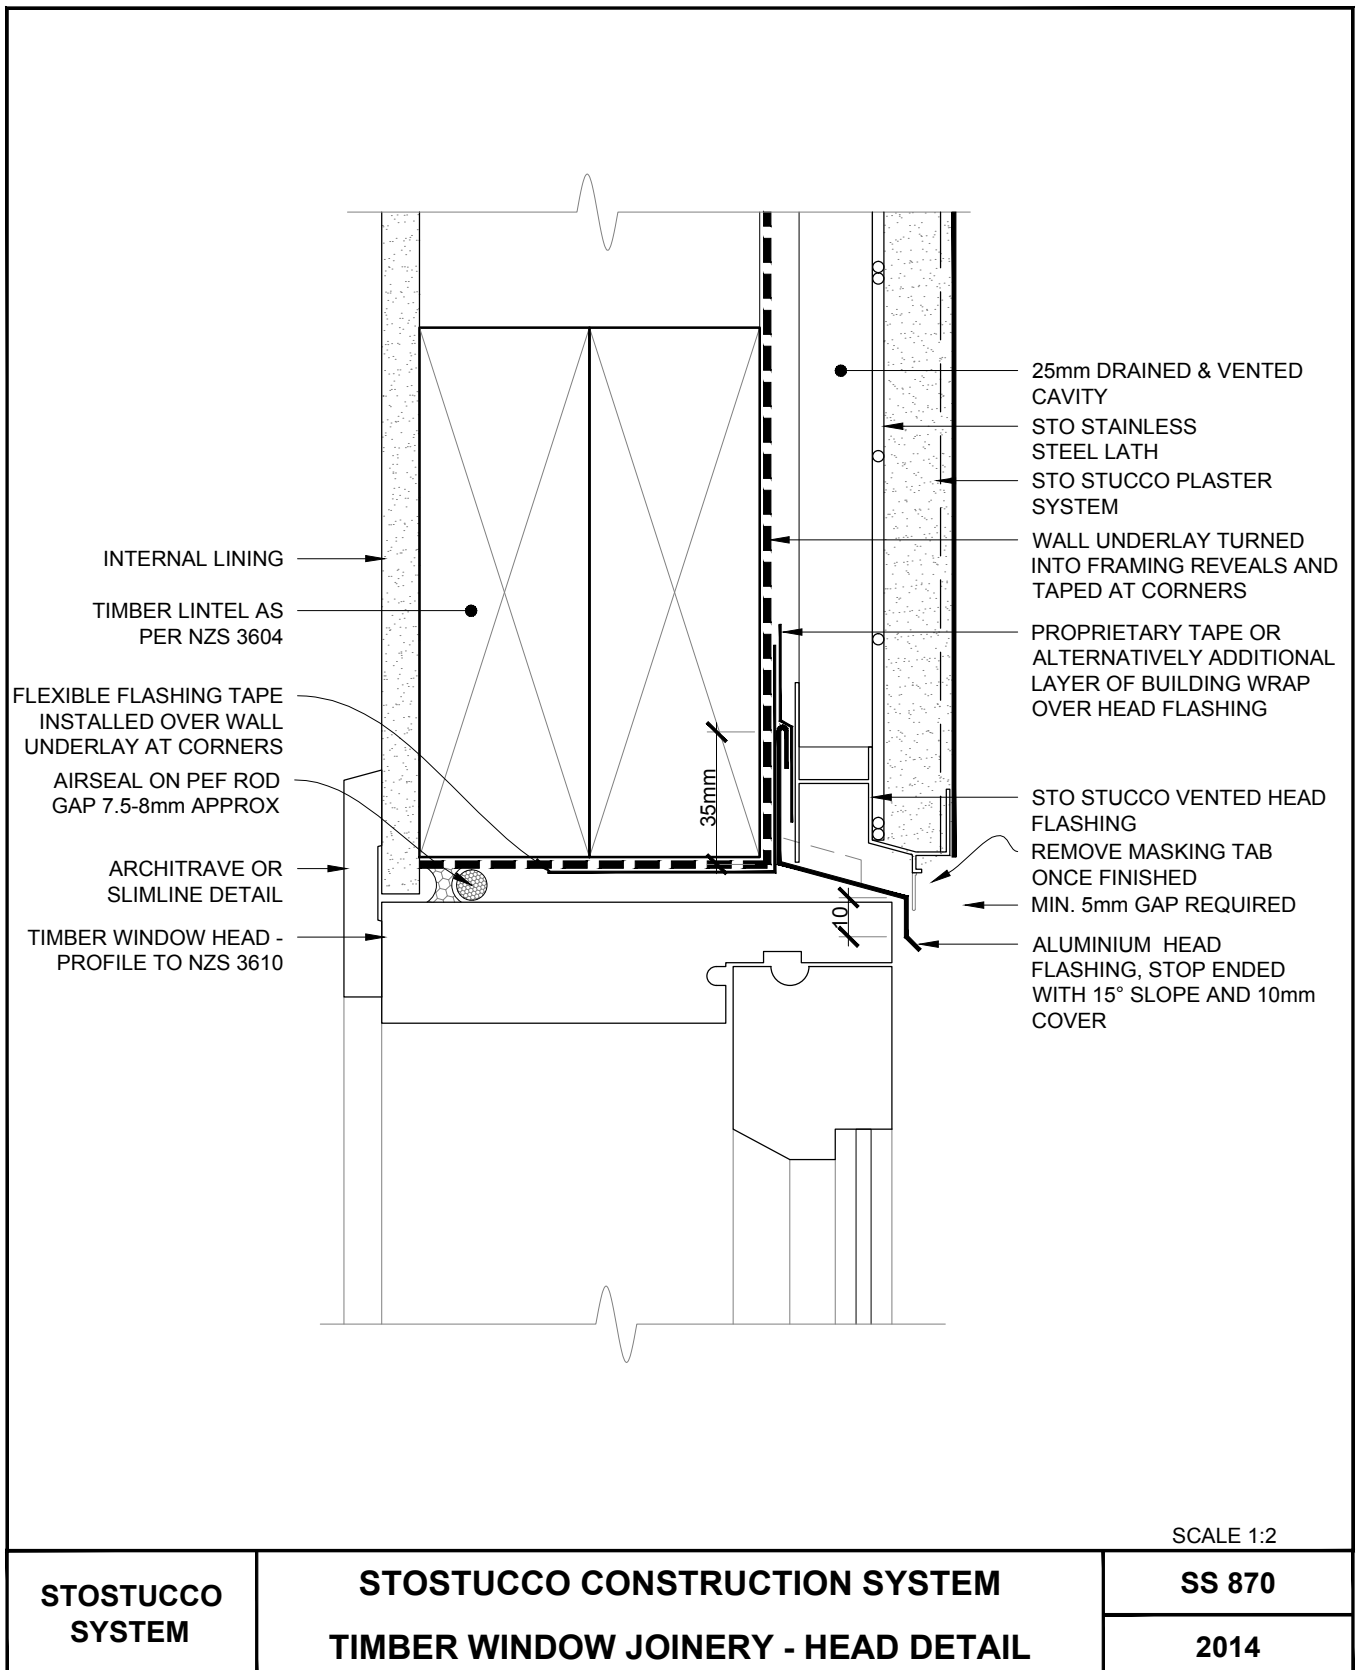 25mm DRAINED & VENTED
CAVITY
STO STAINLESS
STEEL LATH
STO STUCCO PLASTER
SYSTEM
WALL UNDERLAY TURNED
INTO FRAMING REVEALS AND
TAPED AT CORNERS
PROPRIETARY TAPE OR
ALTERNATIVELY ADDITIONAL
LAYER OF BUILDING WRAP
OVER HEAD FLASHING
STO STUCCO VENTED HEAD
FLASHING
REMOVE MASKING TAB
ONCE FINISHED
MIN. 5mm GAP REQUIRED
ALUMINIUM HEAD
FLASHING, STOP ENDED
WITH 15° SLOPE AND 10mm
COVER
INTERNAL LINING
TIMBER LINTEL AS
PER NZS 3604
FLEXIBLE FLASHING TAPE
INSTALLED OVER WALL
UNDERLAY AT CORNERS
AIRSEAL ON PEF ROD
GAP 7.5-8mm APPROX
ARCHITRAVE OR
SLIMLINE DETAIL
TIMBER WINDOW HEAD -
PROFILE TO NZS 3610
35mm
10
SCALE 1:2
STOSTUCCO
SYSTEM
STOSTUCCO CONSTRUCTION SYSTEM
TIMBER WINDOW JOINERY - HEAD DETAIL
SS 870
2014